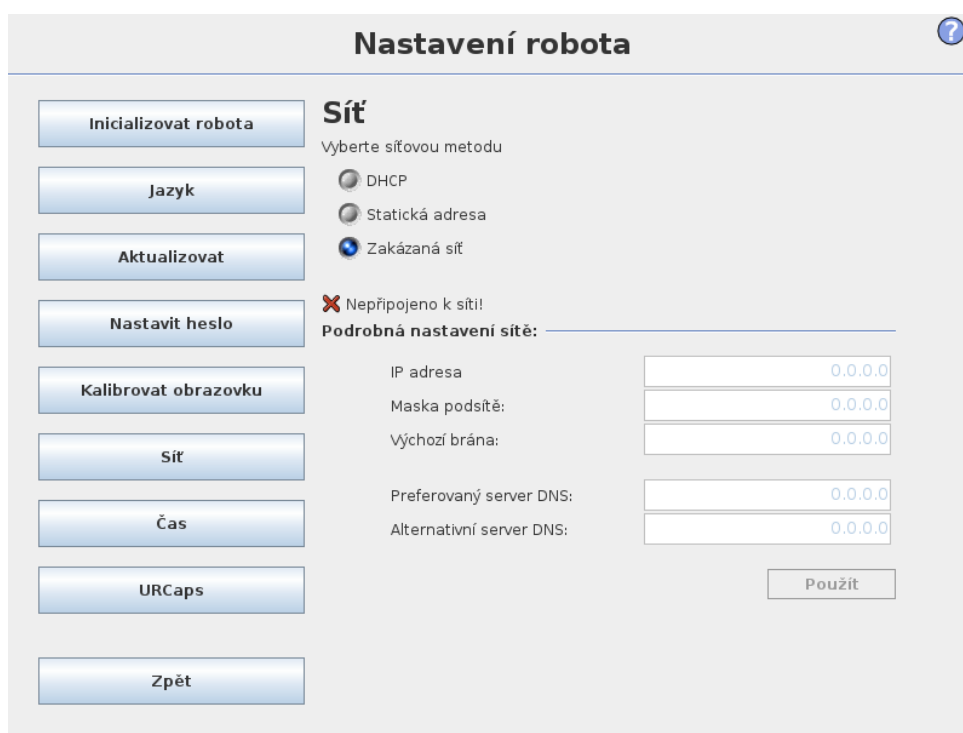 Nastavení robota
?
Inicializovat robota
Jazyk
Aktualizovat
Nastavit heslo
Kalibrovat obrazovku
Síť
Čas
URCaps
Zpět
Síť
Vyberte síťovou metodu
DHCP
Statická adresa
Zakázaná síť
Nepřipojeno k síti!
Podrobná nastavení sítě:
IP adresa 0.0.0.0
Maska podsítě: 0.0.0.0
Výchozí brána: 0.0.0.0
Preferovaný server DNS: 0.0.0.0
Alternativní server DNS: 0.0.0.0
Použít